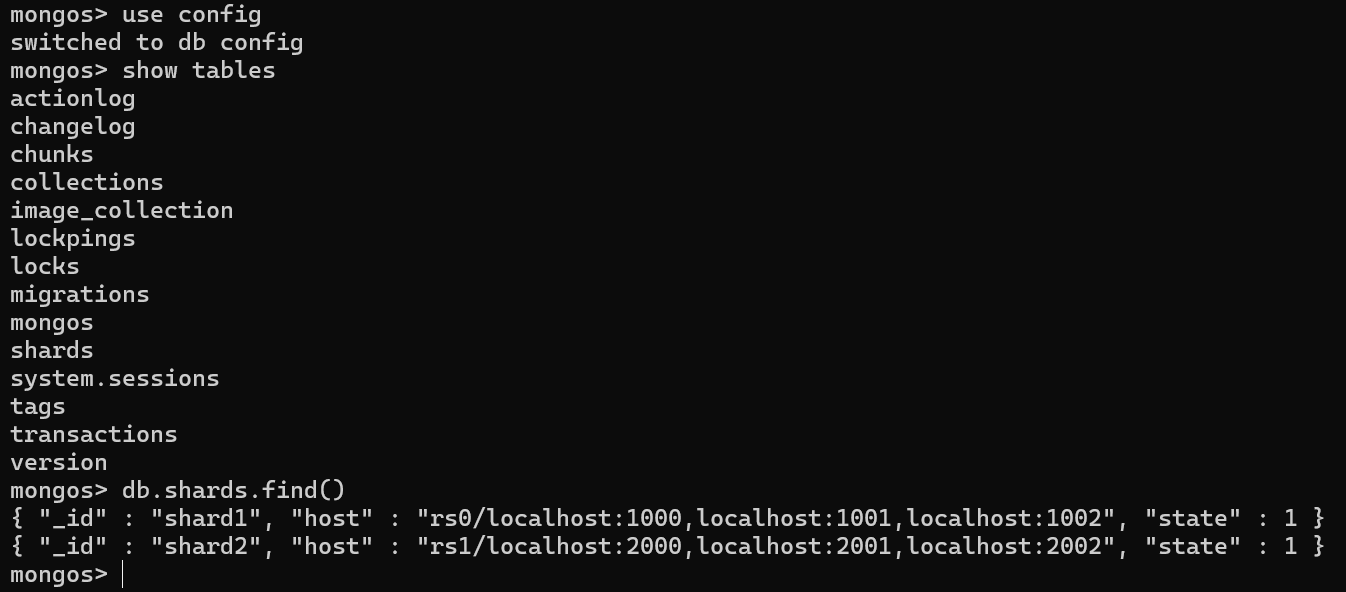 mongos> use config
switched to db config
mongos> show tables
actionlog
changelog
chunks
collections
image_collection
lockpings
locks
migrations
mongos
shards
system.sessions
tags
transactions
version
mongos> db.shards.find()
{ "_id" : "shard1", "host" : "rs0/localhost:1000,localhost:1001,localhost:1002", "state" : 1 }
{ "_id" : "shard2", "host" : "rs1/localhost:2000,localhost:2001,localhost:2002", "state" : 1 }
mongos>